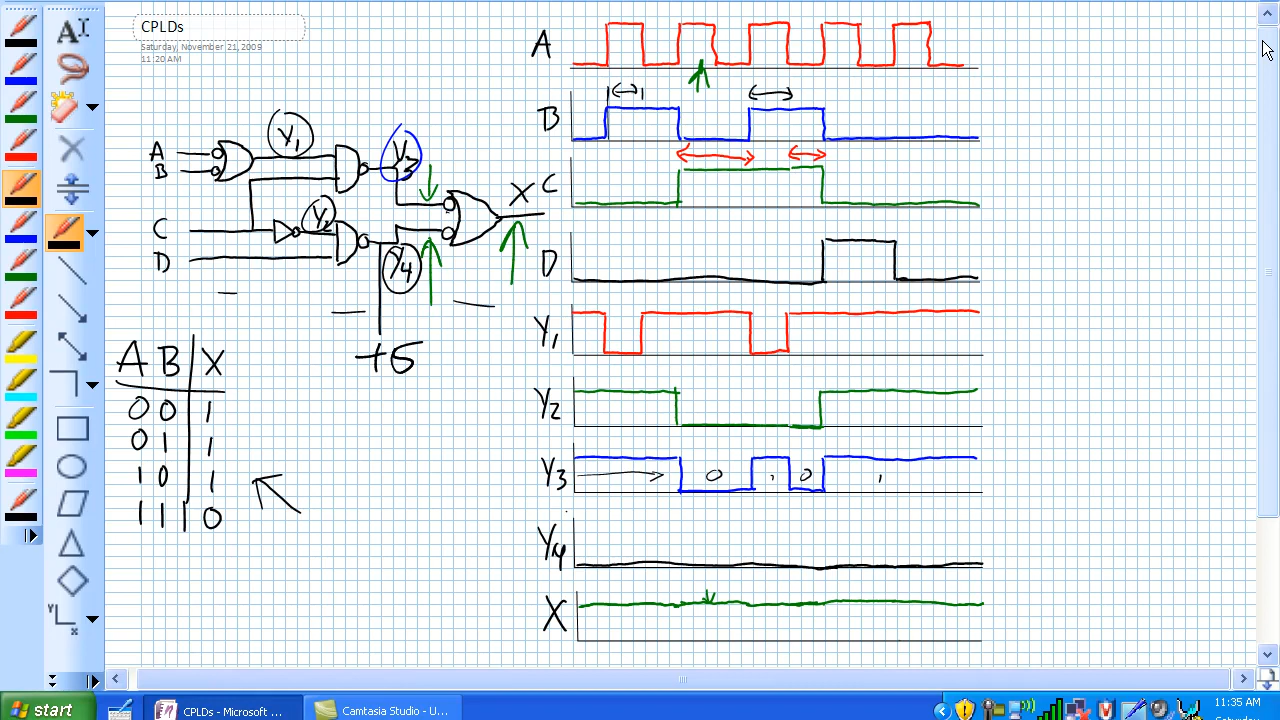 CPLDs
Saturday, November 21, 2009
11:20 AM
A
B
C
D
Y1
Y2
Y3
Y4
X
+5
A B X
0 0 1
0 1 1
1 0 1
1 1 0
A
B
C
D
Y1
Y2
Y3 0 1 0 1
Y4
X
start
CPLDs - Microsoft ...
Camtasia Studio - U...
11:35 AM
Saturday